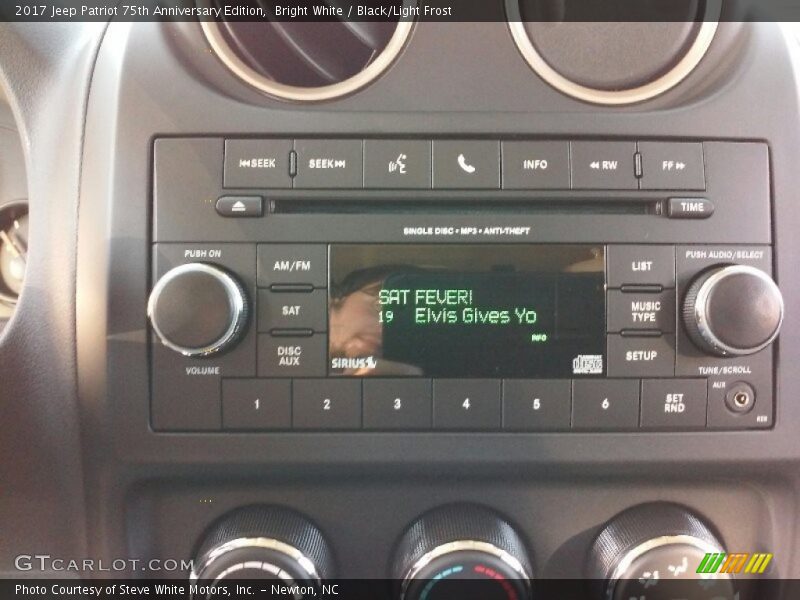 2017 Jeep Patriot 75th Anniversary Edition, Bright White / Black/Light Frost
SEEK SEEK INFO RW FF
TIME
SINGLE DISC • MP3 • ANTI-THEFT
PUSH ON
AM/FM
LIST
PUSH AUDIO/SELECT
SAT FEVER!
19 Elvis Gives Yo
INFO
SAT
MUSIC TYPE
DISC AUX
SETUP
SIRIUS
VOLUME
TUNE/SCROLL
1 2 3 4 5 6
SET RND
AUX
GTCARLOT.COM
Photo Courtesy of Steve White Motors, Inc. – Newton, NC